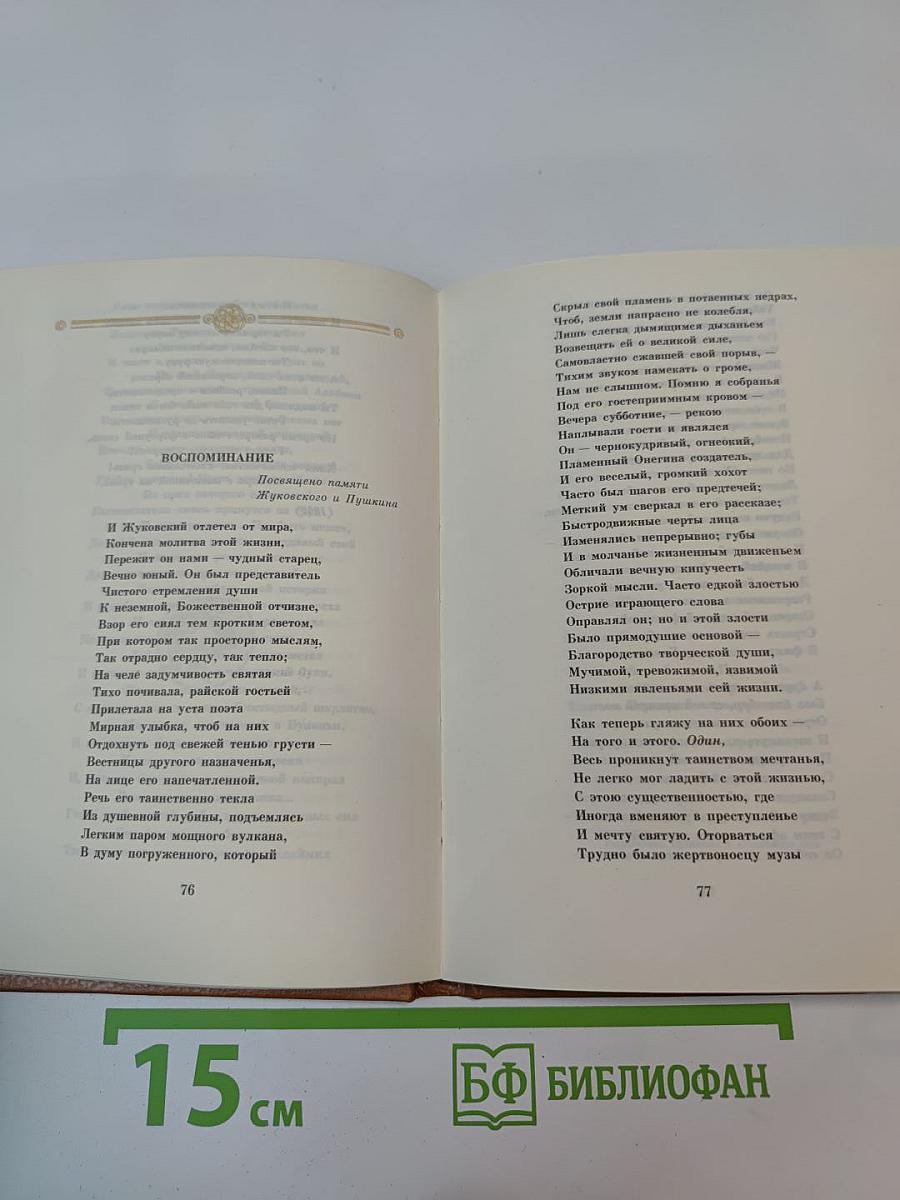 ВОСПОМИНАНИЕ
Посвящено памяти
Жуковского и Пушкина
И Жуковский отлетел от мира,
Кончена молитва этой жизни,
Пережит он нами — чудный старец,
Вечно юный. Он был представитель
Чистого стремления души
К неземной, Божественной отчизне,
Взор его сиял тем кротким светом,
При котором так просторно мыслям,
Так отрадно сердцу, так тепло;
На челе задумчивость святая
Тихо почивала, райской гостьей
Прилетала на уста поэта
Мирная улыбка, чтоб на них
Отдохнуть под свежей тенью грусти —
Вестницы другого назначенья,
На лице его напечатленной.
Речь его таинственно текла
Из душевной глубины, подъемлясь
Легким паром мощного вулкана,
В думу погруженного, который
76
Скрыл свой пламень в потаенных недрах,
Чтоб, земли напрасно не колебля,
Лишь слегка дымящимся дыханьем
Возвещать ей о великой силе,
Самовластно сжавшей свой порыв, —
Тихим звуком намекать о громе,
Нам не слышном. Помню я собранья
Под его гостеприимным кровом —
Вечера субботние, — рекою
Наплывали гости и являлся
Он — чернокудрявый, огнеокий,
Пламенный Онегина создатель,
И его веселый, громкий хохот
Часто был шагов его предтечей;
Меткий ум сверкал в его рассказе;
Быстродвижные черты лица
Изменялись непрерывно; губы
И в молчанье жизненным движеньем
Обличали вечную кипучесть
Зоркой мысли. Часто едкой злостью
Острие играющего слова
Оправлял он; но и этой злости
Было прямодушие основой —
Благородство творческой души,
Мучимой, тревожимой, язвимой
Низкими явленьями сей жизни.
Как теперь гляжу на них обоих —
На того и этого. Один,
Весь проникнут таинством мечтанья,
Не легко мог ладить с этой жизнью,
С этою существенностью, где
Иногда вменяют в преступленье
И мечту святую. Оторваться
Трудно было жертвоносцу музы
77
15 см
БФ БИБЛИОФАН